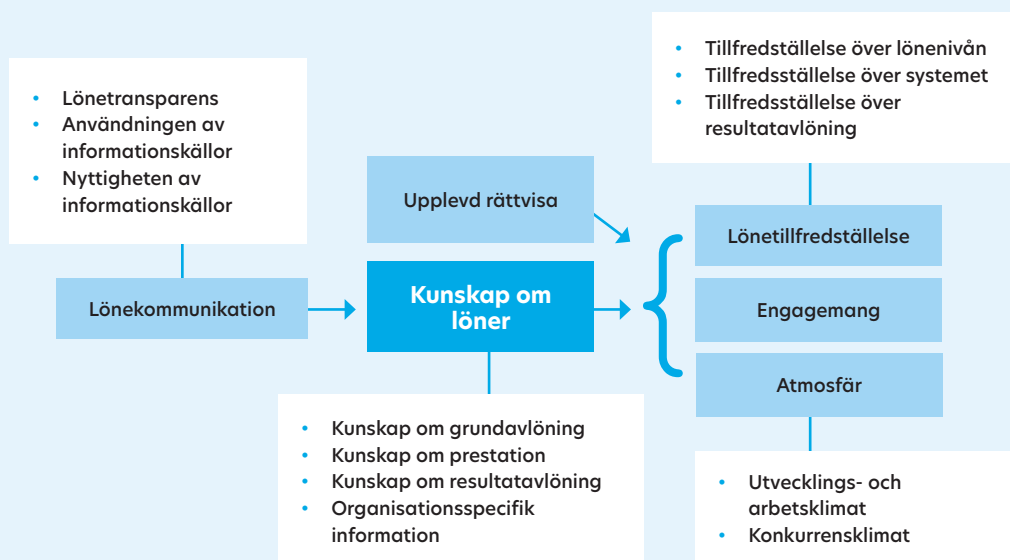 • Lönetransparens
• Användningen av
informationskällor
• Nyttigheten av
informationskällor
Lönekommunikation
Upplevd rättvisa
Kunskap om
löner
• Kunskap om grundavlöning
• Kunskap om prestation
• Kunskap om resultatavlöning
• Organisationsspecifik
information
• Tillfredställelse över lönenivån
• Tillfredsställelse över systemet
• Tillfredsställelse över
resultatavlöning
Lönetillfredställelse
Engagemang
Atmosfär
• Utvecklings- och
arbetsklimat
• Konkurrensklimat